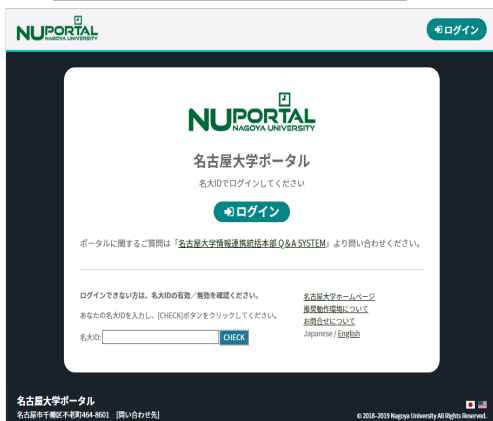 NUPORTAL
NAGOYA UNIVERSITY
ログイン
NUPORTAL
NAGOYA UNIVERSITY
名古屋大学ポータル
名大IDでログインしてください
ログイン
ポータルに関するご質問は「名古屋大学情報連携統括本部 Q & A SYSTEM」より問い合わせください。
ログインできない方は、名大IDの有効／無効を確認ください。
あなたの名大IDを入力し、[CHECK]ボタンをクリックしてください。
名大ID: CHECK
名古屋大学ホームページ
推奨動作環境について
お問合せについて
Japanese / English
名古屋大学ポータル
名古屋市千種区不老町464-8601 [問い合わせ先]
© 2018-2019 Nagoya University All Rights Reserved.